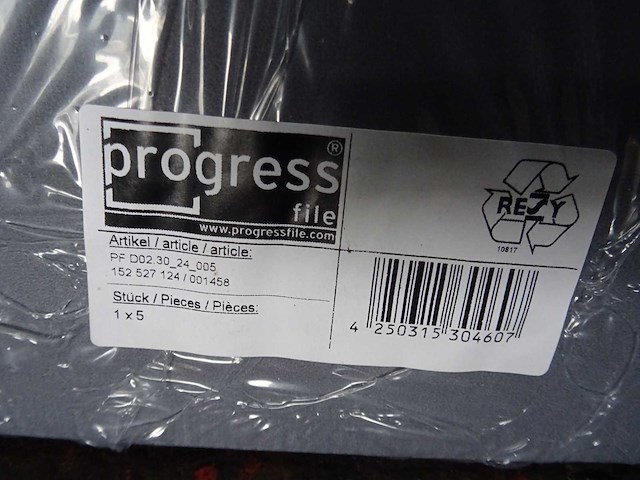 progress®
file
www.progressfile.com
Artikel / article / article:
PF D02.30_24_005
152 527 124 / 001458
Stück / Pieces / Pièces:
1 x 5
RESY
10817
4 250315 304607